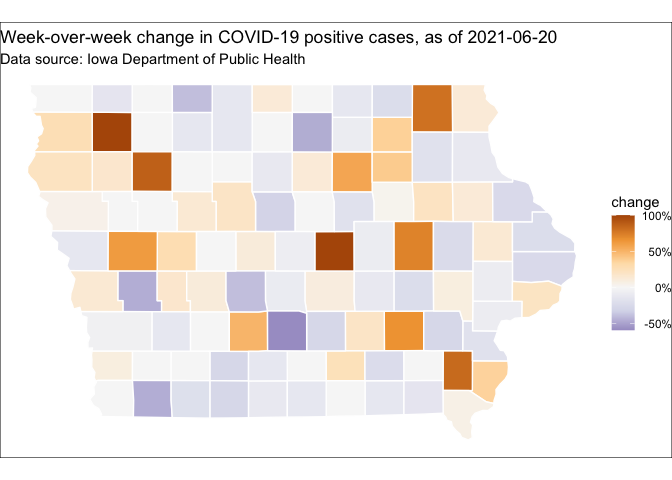 Week-over-week change in COVID-19 positive cases, as of 2021-06-20
Data source: Iowa Department of Public Health
change
100%
50%
0%
-50%